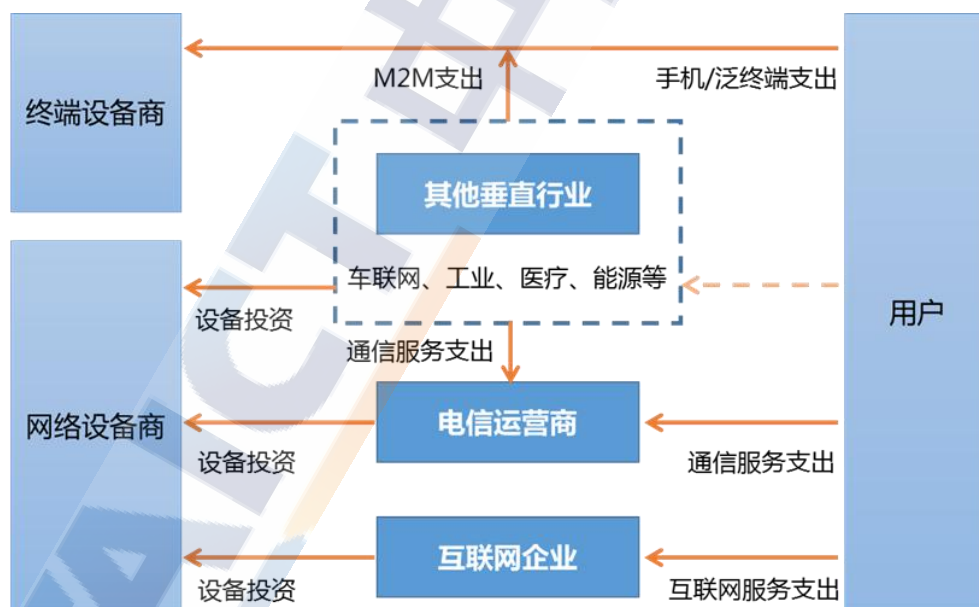 M2M支出
手机/泛终端支出
终端设备商
其他垂直行业
车联网、工业、医疗、能源等
设备投资
用户
通信服务支出
网络设备商
电信运营商
设备投资
通信服务支出
互联网企业
设备投资
互联网服务支出
AICT